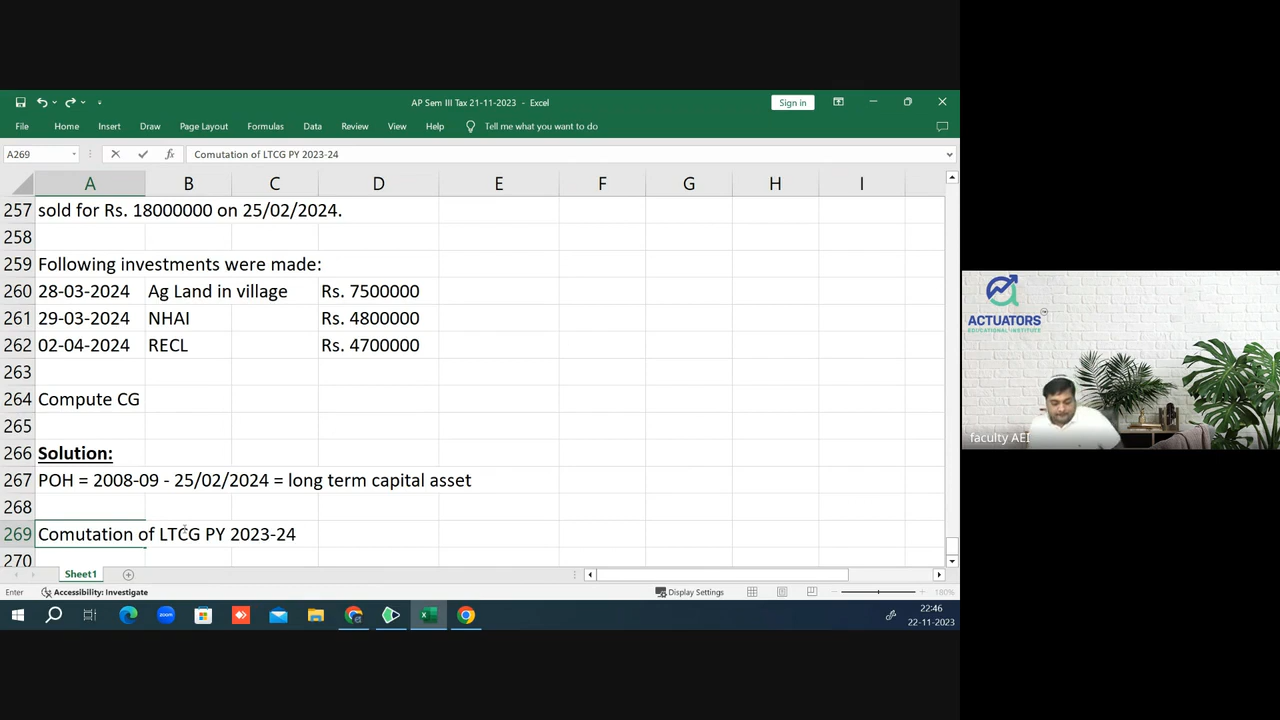 AP Sem III Tax 21-11-2023 - Excel
Sign in
File Home Insert Draw Page Layout Formulas Data Review View Help Tell me what you want to do
A269 fx Comutation of LTCG PY 2023-24
A B C D E F G H I
257 sold for Rs. 18000000 on 25/02/2024.
258
259 Following investments were made:
260 28-03-2024 Ag Land in village Rs. 7500000
261 29-03-2024 NHAI Rs. 4800000
262 02-04-2024 RECL Rs. 4700000
263
264 Compute CG
265
266 Solution:
267 POH = 2008-09 - 25/02/2024 = long term capital asset
268
269 Comutation of LTCG PY 2023-24
270
Sheet1
Enter Accessibility: Investigate Display Settings 180%
zoom
22:46
22-11-2023
ACTUATORS
EDUCATIONAL INSTITUTE
faculty AEI